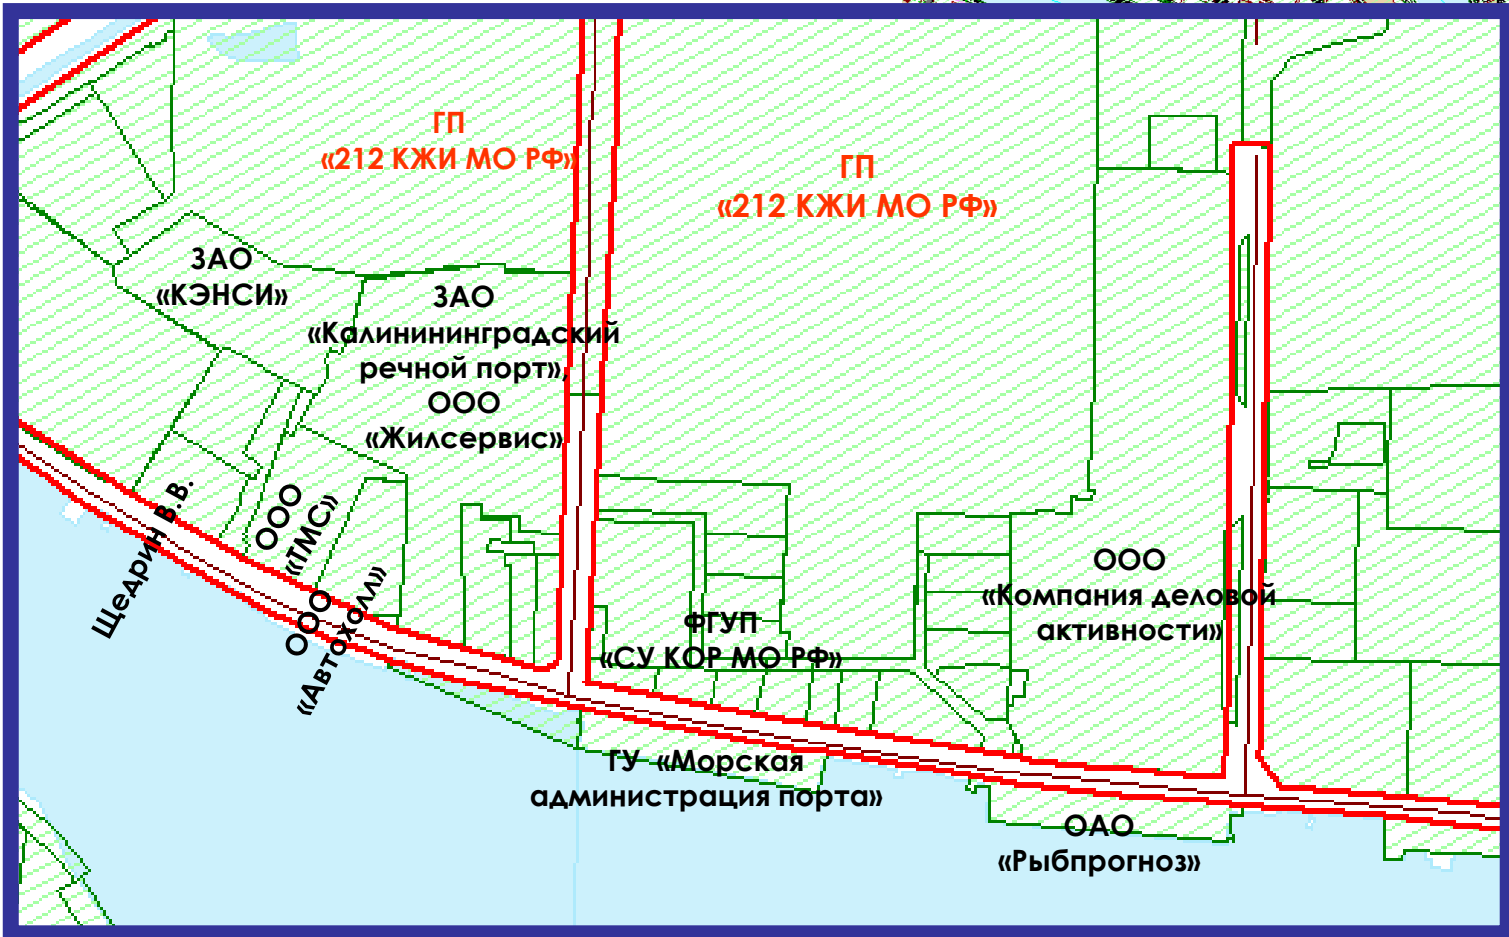 ГП
«212 КЖИ МО РФ»
ГП
«212 КЖИ МО РФ»
ЗАО
«КЭНСИ»
ЗАО
«Калинининградский
речной порт»,
ООО
«Жилсервис»
Щедрин В.В.
ООО
«ТМС»
ООО
«Автохолл»
ФГУП
«СУ КОР МО РФ»
ООО
«Компания деловой
активности»
ГУ «Морская
администрация порта»
ОАО
«Рыбпрогноз»